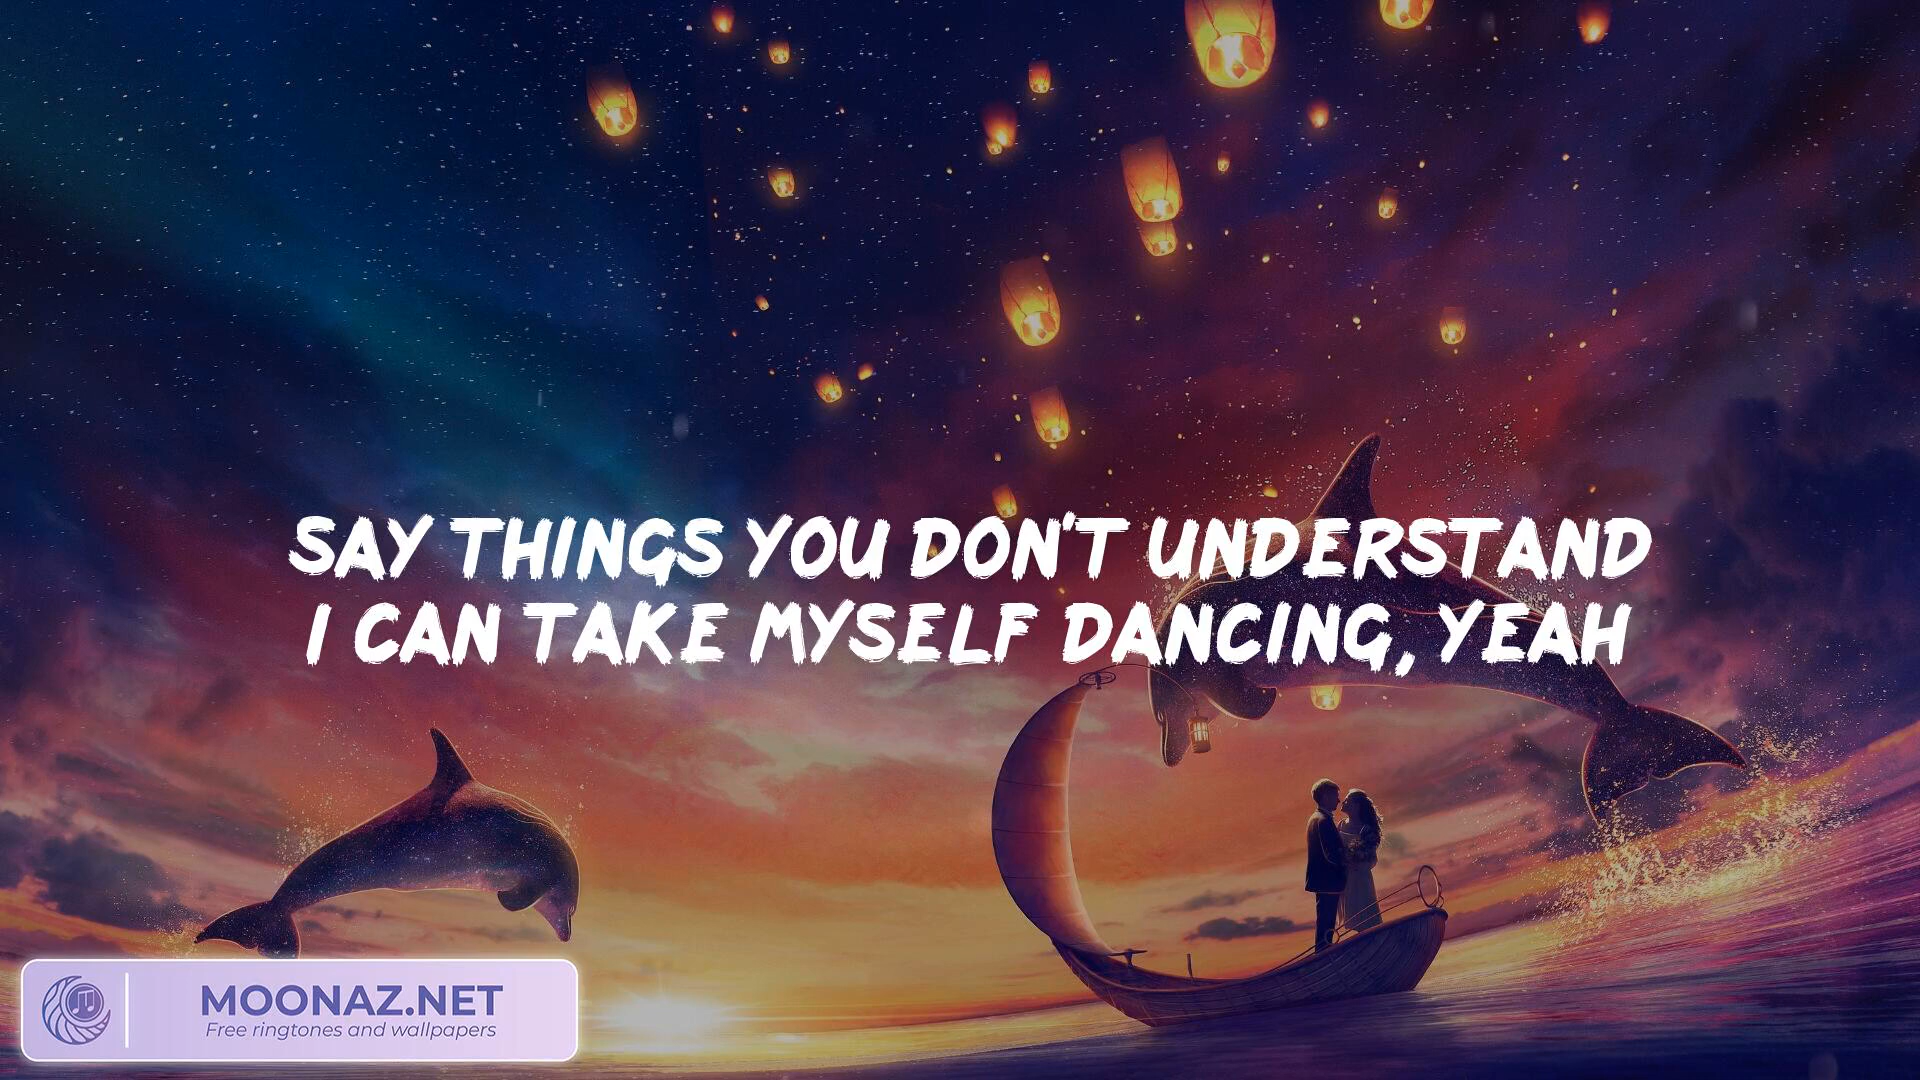 SAY THINGS YOU DON'T UNDERSTAND
I CAN TAKE MYSELF DANCING, YEAH
MOONAZ.NET
Free ringtones and wallpapers